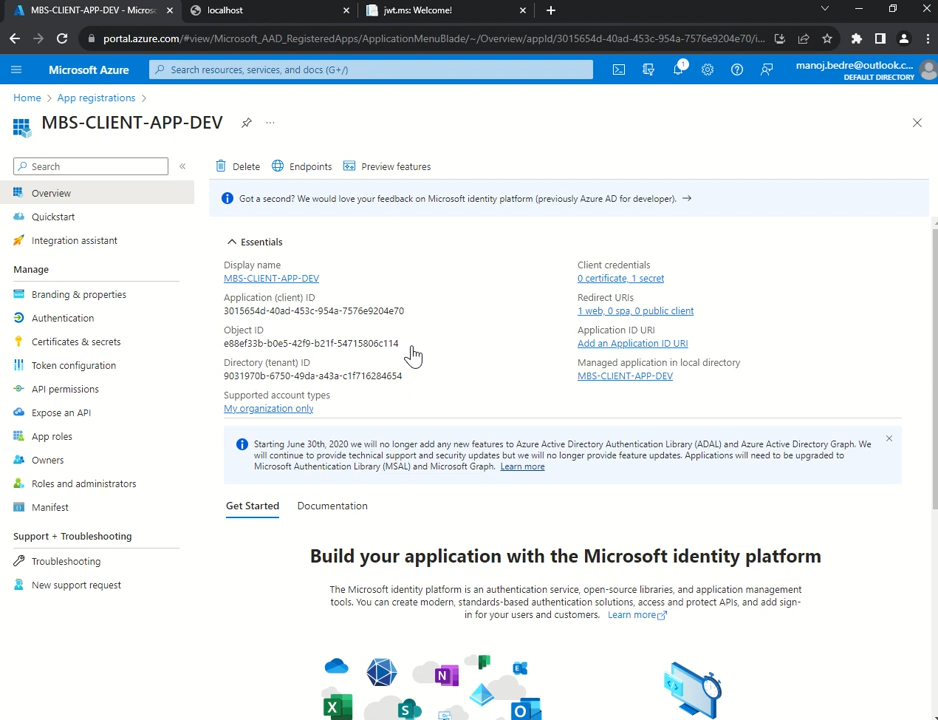 MBS-CLIENT-APP-DEV - Microsc
localhost
jwt.ms: Welcome!
portal.azure.com/#view/Microsoft_AAD_RegisteredApps/ApplicationMenuBlade/~/Overview/appId/3015654d-40ad-453c-954a-7576e9204e70/i...
Microsoft Azure
Search resources, services, and docs (G+/)
1
manoj.bedre@outlook.c...
DEFAULT DIRECTORY
Home > App registrations >
MBS-CLIENT-APP-DEV
...
Search
«
Delete
Endpoints
Preview features
Overview
Quickstart
Integration assistant
Manage
Branding & properties
Authentication
Certificates & secrets
Token configuration
API permissions
Expose an API
App roles
Owners
Roles and administrators
Manifest
Support + Troubleshooting
Troubleshooting
New support request
Got a second? We would love your feedback on Microsoft identity platform (previously Azure AD for developer). →
Essentials
Display name
MBS-CLIENT-APP-DEV
Application (client) ID
3015654d-40ad-453c-954a-7576e9204e70
Object ID
e88ef33b-b0e5-42f9-b21f-54715806c114
Directory (tenant) ID
9031970b-6750-49da-a43a-c1f716284654
Supported account types
My organization only
Client credentials
0 certificate, 1 secret
Redirect URIs
1 web, 0 spa, 0 public client
Application ID URI
Add an Application ID URI
Managed application in local directory
MBS-CLIENT-APP-DEV
Starting June 30th, 2020 we will no longer add any new features to Azure Active Directory Authentication Library (ADAL) and Azure Active Directory Graph. We
will continue to provide technical support and security updates but we will no longer provide feature updates. Applications will need to be upgraded to
Microsoft Authentication Library (MSAL) and Microsoft Graph. Learn more
Get Started
Documentation
Build your application with the Microsoft identity platform
The Microsoft identity platform is an authentication service, open-source libraries, and application management
tools. You can create modern, standards-based authentication solutions, access and protect APIs, and add sign-
in for your users and customers. Learn more